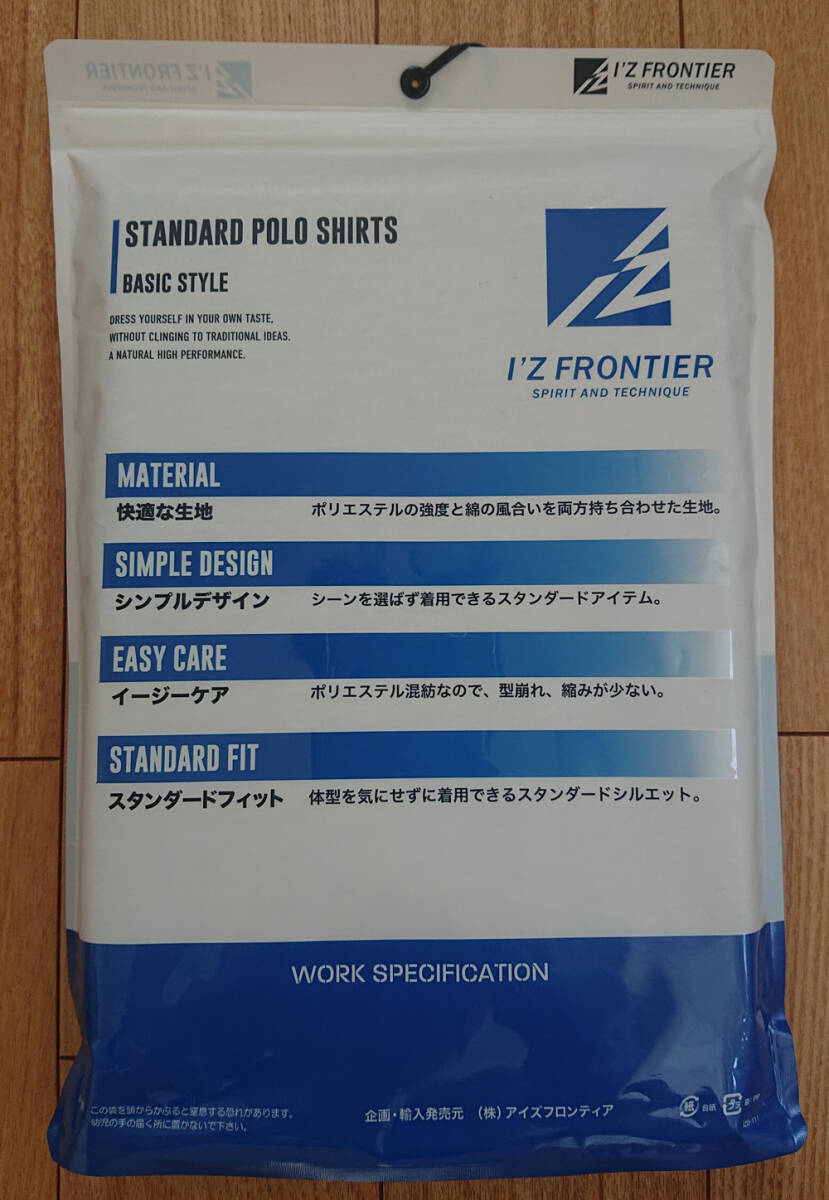 I'Z FRONTIER
SPIRIT AND TECHNIQUE
STANDARD POLO SHIRTS
BASIC STYLE
DRESS YOURSELF IN YOUR OWN TASTE,
WITHOUT CLINGING TO TRADITIONAL IDEAS.
A NATURAL HIGH PERFORMANCE.
I'Z FRONTIER
SPIRIT AND TECHNIQUE
MATERIAL
快適な生地 ポリエステルの強度と綿の風合いを両方持ち合わせた生地。
SIMPLE DESIGN
シンプルデザイン シーンを選ばず着用できるスタンダードアイテム。
EASY CARE
イージーケア ポリエステル混紡なので、型崩れ、縮みが少ない。
STANDARD FIT
スタンダードフィット 体型を気にせずに着用できるスタンダードシルエット。
WORK SPECIFICATION
この袋を頭からかぶると窒息する恐れがあります。
幼児の手の届く所に置かないで下さい。
企画・輸入発売元 (株)アイズフロンティア
紙 台紙 プラ